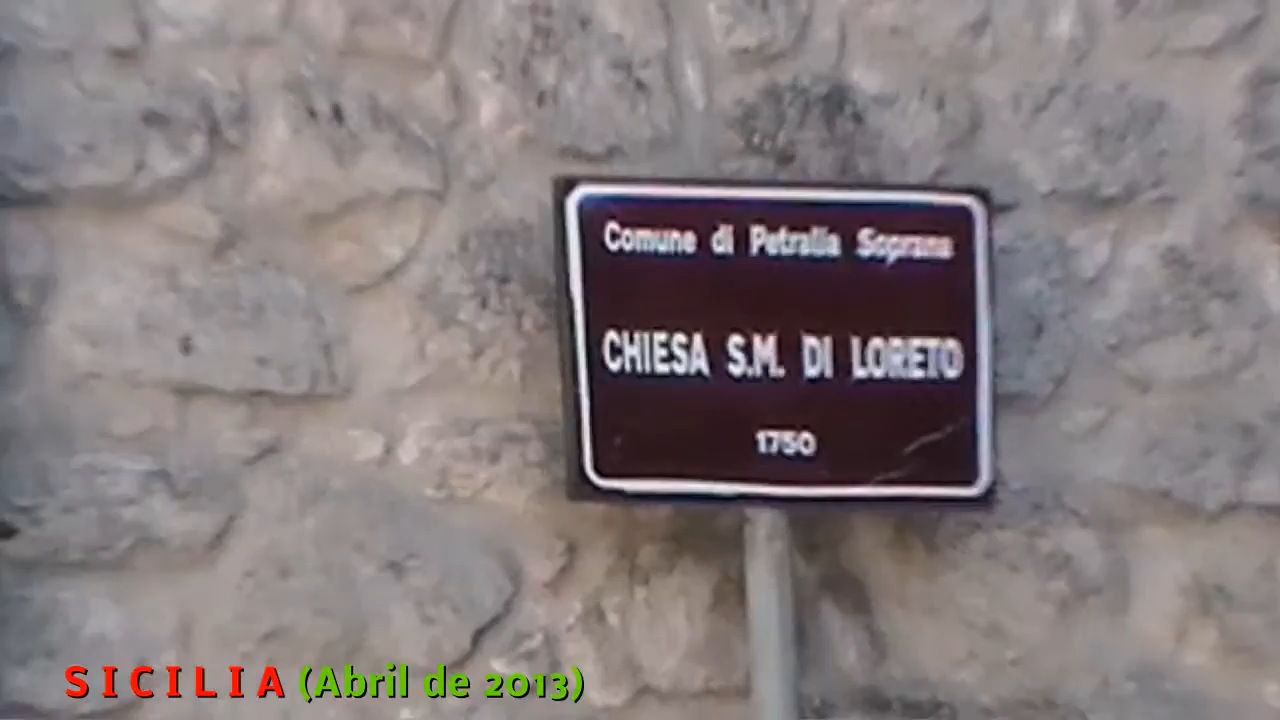 Comune di Petralia Soprana
CHIESA S.M. DI LORETO
1750
SICILIA (Abril de 2013)